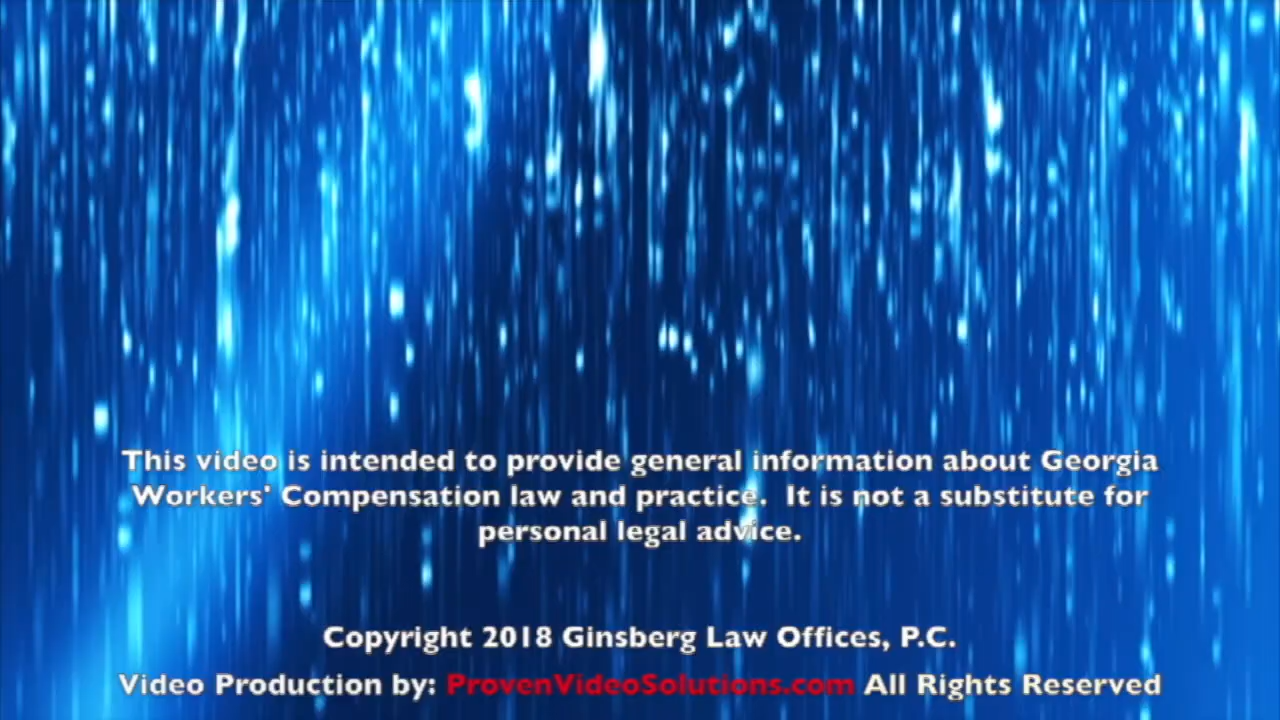 This video is intended to provide general information about Georgia
Workers' Compensation law and practice.  It is not a substitute for
personal legal advice.
Copyright 2018 Ginsberg Law Offices, P.C.
Video Production by: ProvenVideoSolutions.com All Rights Reserved